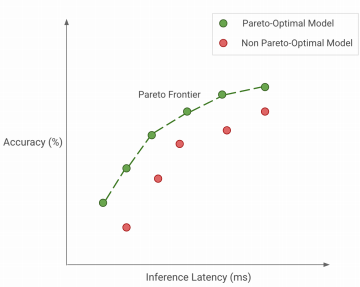 Pareto-Optimal Model
Non Pareto-Optimal Model
Pareto Frontier
Accuracy (%)
Inference Latency (ms)